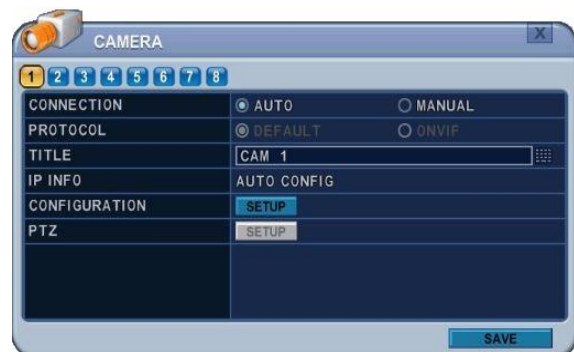 CAMERA X
1 2 3 4 5 6 7 8
CONNECTION AUTO MANUAL
PROTOCOL DEFAULT ONVIF
TITLE CAM 1
IP INFO AUTO CONFIG
CONFIGURATION SETUP
PTZ SETUP
SAVE